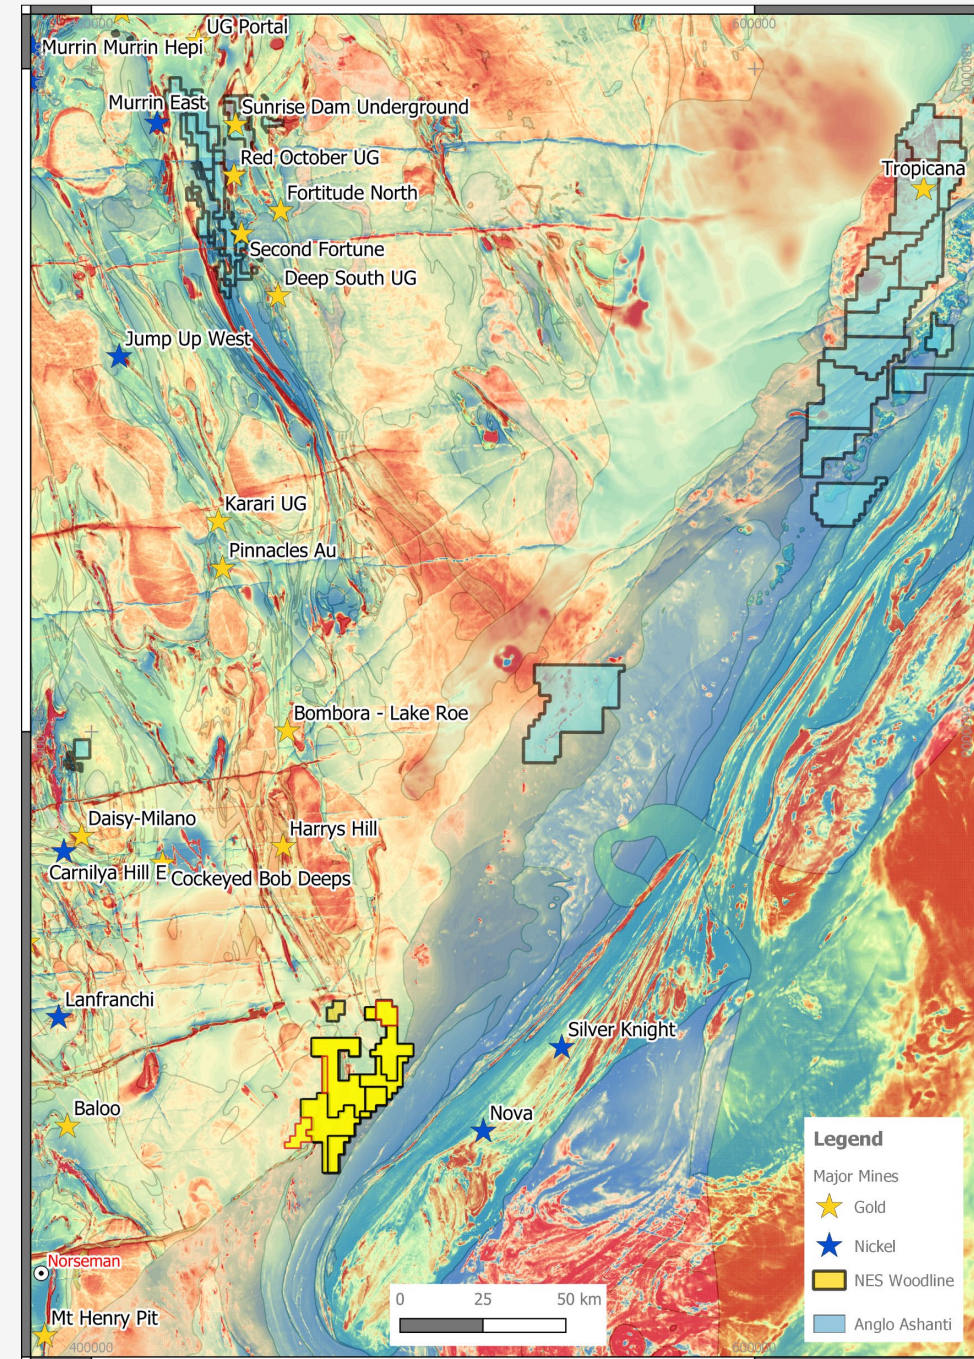 UG Portal
600000
Murrin Murrin Hepi
Murrin East
Sunrise Dam Underground
Red October UG
Tropicana
Fortitude North
Second Fortune
Deep South UG
Jump Up West
Karari UG
Pinnacles Au
Bombora - Lake Roe
Daisy-Milano
Harrys Hill
Carnilya Hill E
Cockeyed Bob Deeps
Lanfranchi
Silver Knight
Baloo
Nova
Legend
Major Mines
Gold
Nickel
NES Woodline
Anglo Ashanti
Norseman
0 25 50 km
Mt Henry Pit
400000
600000